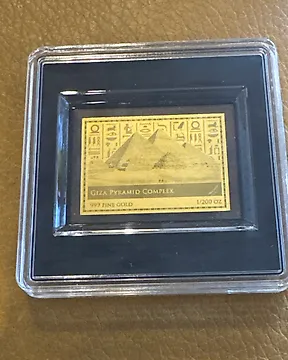 GIZA PYRAMID COMPLEX
999 FINE GOLD 1/200 OZ